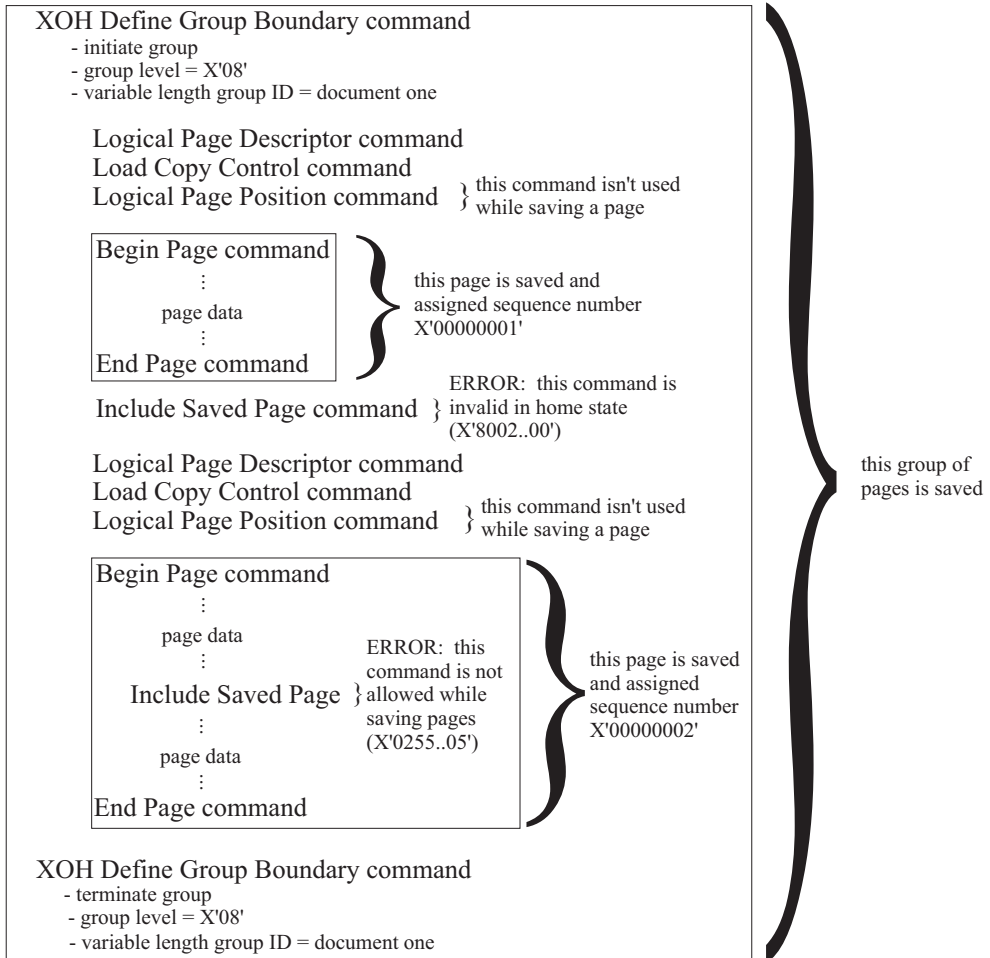 XOH Define Group Boundary command
- initiate group
- group level = X'08'
- variable length group ID = document one
Logical Page Descriptor command
Load Copy Control command
Logical Page Position command } this command isn't used
while saving a page
Begin Page command
⋮
page data
⋮
End Page command
this page is saved and
assigned sequence number
X'00000001'
Include Saved Page command }
ERROR: this command is
invalid in home state
(X'8002..00')
Logical Page Descriptor command
Load Copy Control command
Logical Page Position command } this command isn't used
while saving a page
Begin Page command
⋮
page data
⋮
Include Saved Page }
ERROR: this
command is not
allowed while
saving pages
(X'0255..05')
⋮
page data
⋮
End Page command
this page is saved
and assigned
sequence number
X'00000002'
XOH Define Group Boundary command
- terminate group
- group level = X'08'
- variable length group ID = document one
this group of
pages is saved